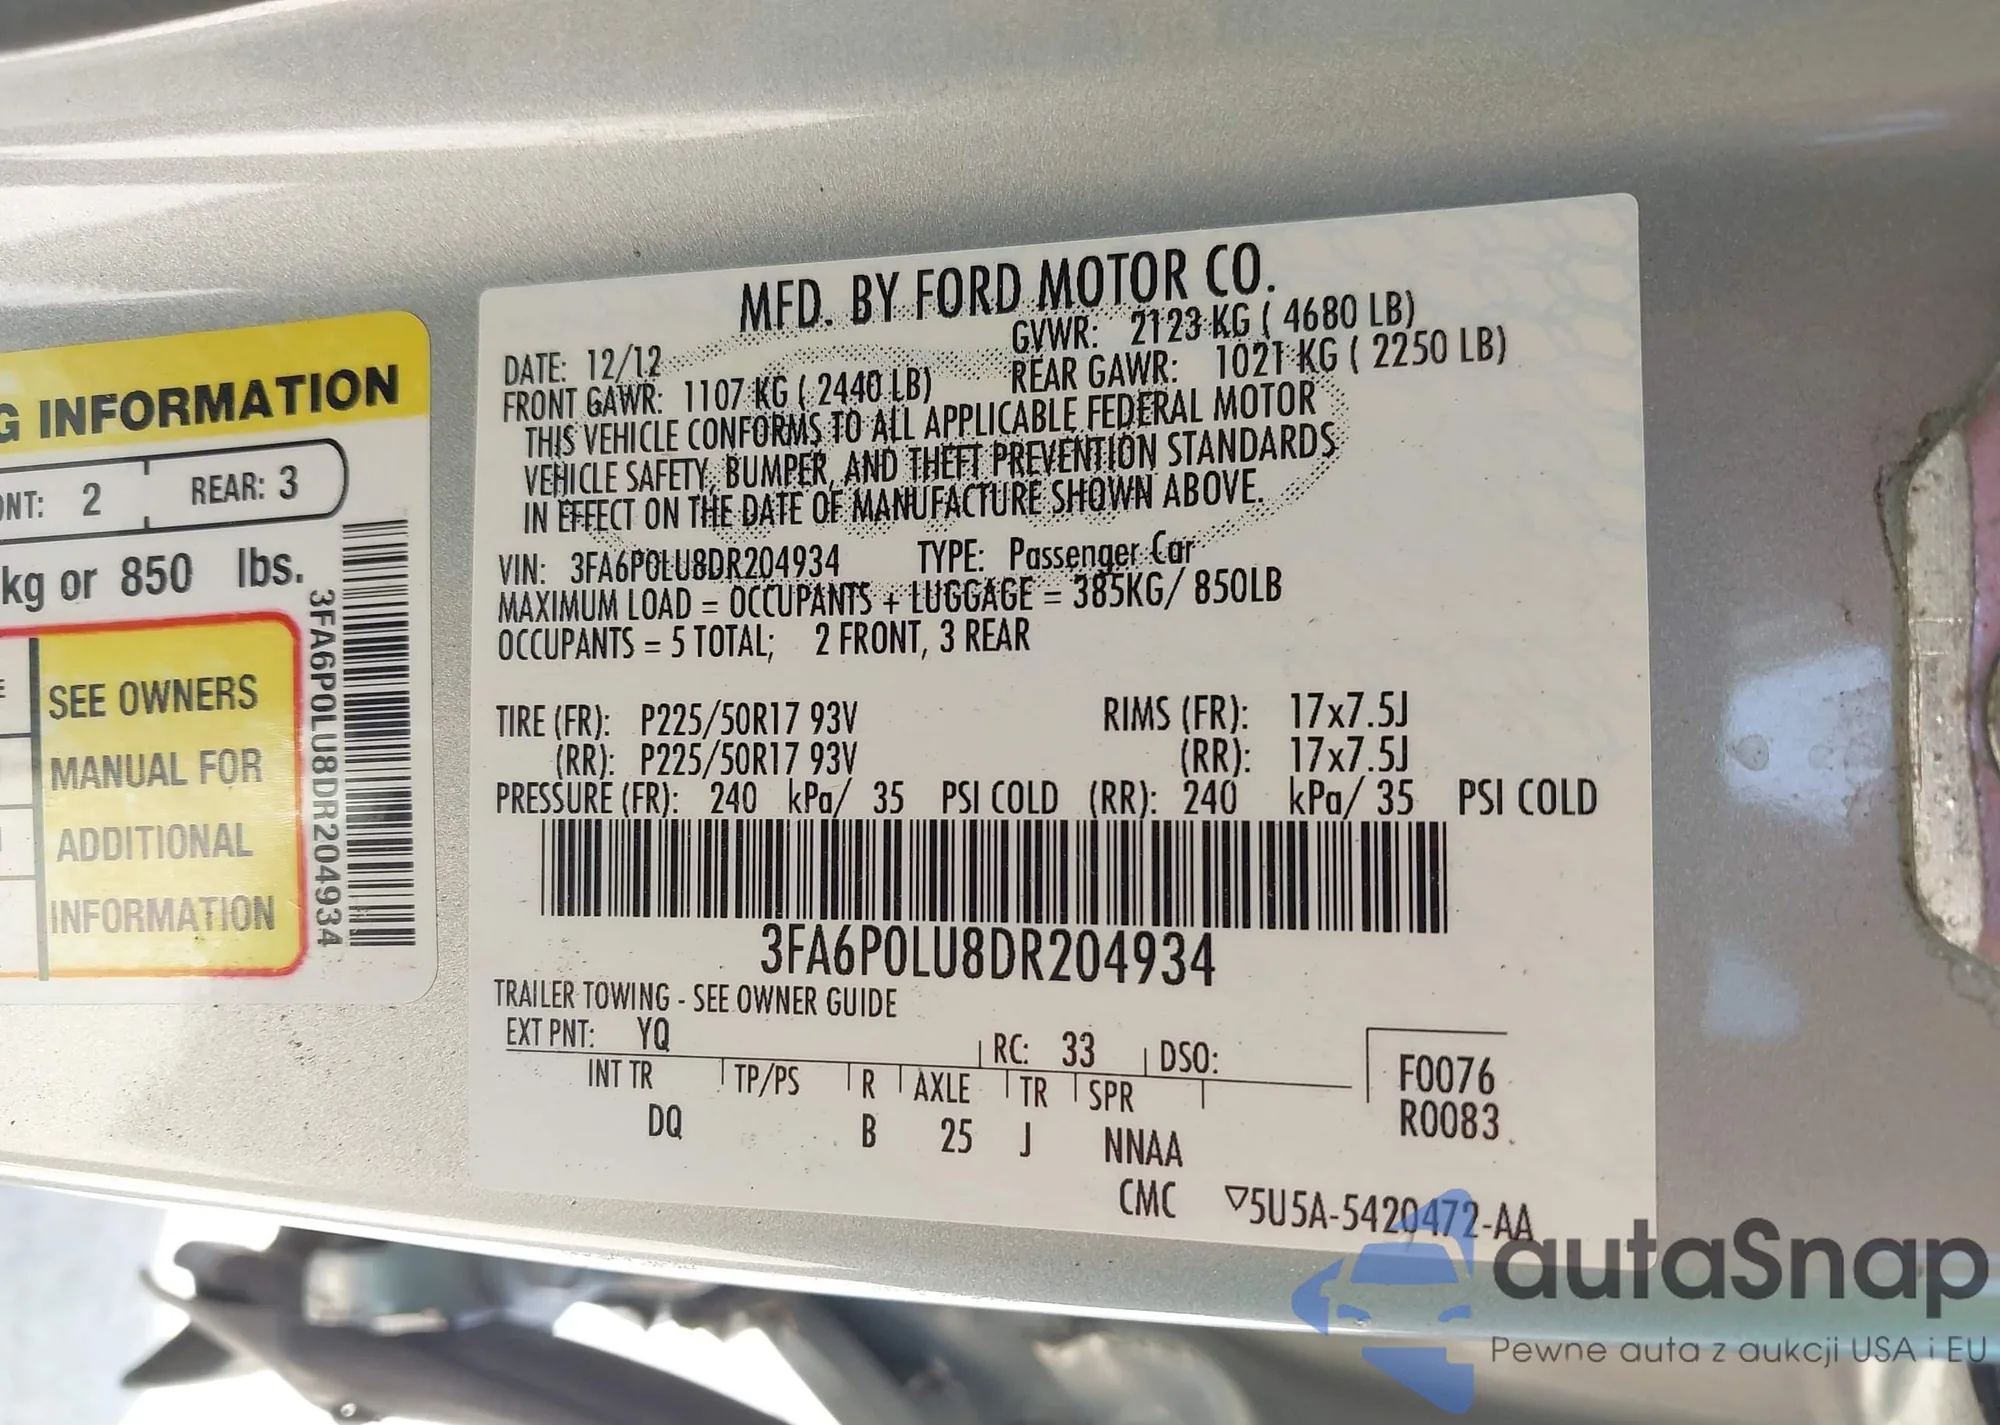 G INFORMATION
NT: 2 REAR: 3
kg or 850 lbs.
SEE OWNERS
MANUAL FOR
ADDITIONAL
INFORMATION
3FA6P0LU8DR204934
MFD. BY FORD MOTOR CO.
DATE: 12/12 GVWR: 2123 KG ( 4680 LB)
FRONT GAWR: 1107 KG ( 2440 LB) REAR GAWR: 1021 KG ( 2250 LB)
THIS VEHICLE CONFORMS TO ALL APPLICABLE FEDERAL MOTOR
VEHICLE SAFETY, BUMPER, AND THEFT PREVENTION STANDARDS
IN EFFECT ON THE DATE OF MANUFACTURE SHOWN ABOVE.
VIN: 3FA6P0LU8DR204934 TYPE: Passenger Car
MAXIMUM LOAD = OCCUPANTS + LUGGAGE = 385KG/ 850LB
OCCUPANTS = 5 TOTAL; 2 FRONT, 3 REAR
TIRE (FR): P225/50R17 93V RIMS (FR): 17x7.5J
(RR): P225/50R17 93V (RR): 17x7.5J
PRESSURE (FR): 240 kPa/ 35 PSI COLD (RR): 240 kPa/ 35 PSI COLD
3FA6P0LU8DR204934
TRAILER TOWING - SEE OWNER GUIDE
EXT PNT: YQ RC: 33 DSO:
INT TR TP/PS R AXLE TR SPR
DQ B 25 J NNAA
F0076
R0083
CMC ▽5U5A-5420472-AA
autaSnap
Pewne auta z aukcji USA i EU